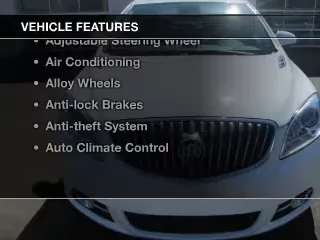 VEHICLE FEATURES
• Adjustable Steering Wheel
• Air Conditioning
• Alloy Wheels
• Anti-lock Brakes
• Anti-theft System
• Auto Climate Control